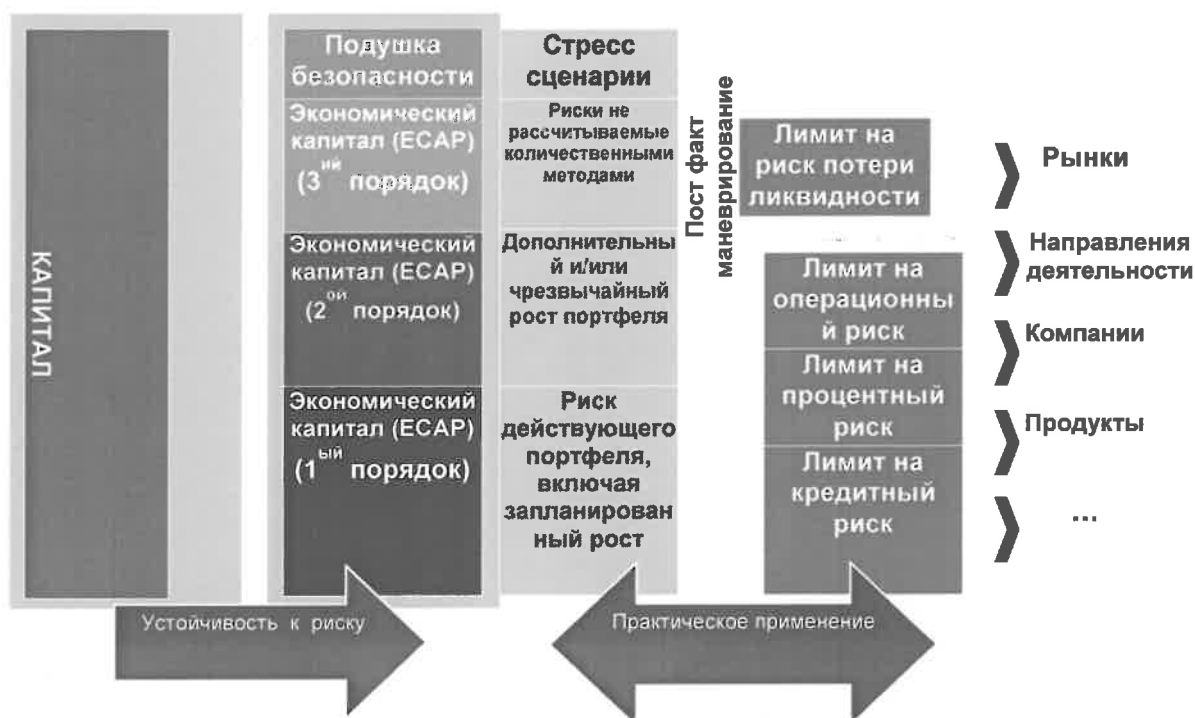 КАПИТАЛ
Подушка
безопасности
Экономический
капитал (ECAP)
(3ий порядок)
Экономический
капитал (ECAP)
(2ой порядок)
Экономический
капитал (ECAP)
(1ый порядок)
Стресс
сценарии
Риски не
рассчитываемые
количественными
методами
Дополнительны
й и/или
чрезвычайный
рост портфеля
Риск
действующего
портфеля,
включая
запланирован
ный рост
Пост факт
маневрирование
Лимит на
риск потери
ликвидности
Лимит на
операционны
й риск
Лимит на
процентный
риск
Лимит на
кредитный
риск
Рынки
Направления
деятельности
Компании
Продукты
...
Устойчивость к риску
Практическое применение